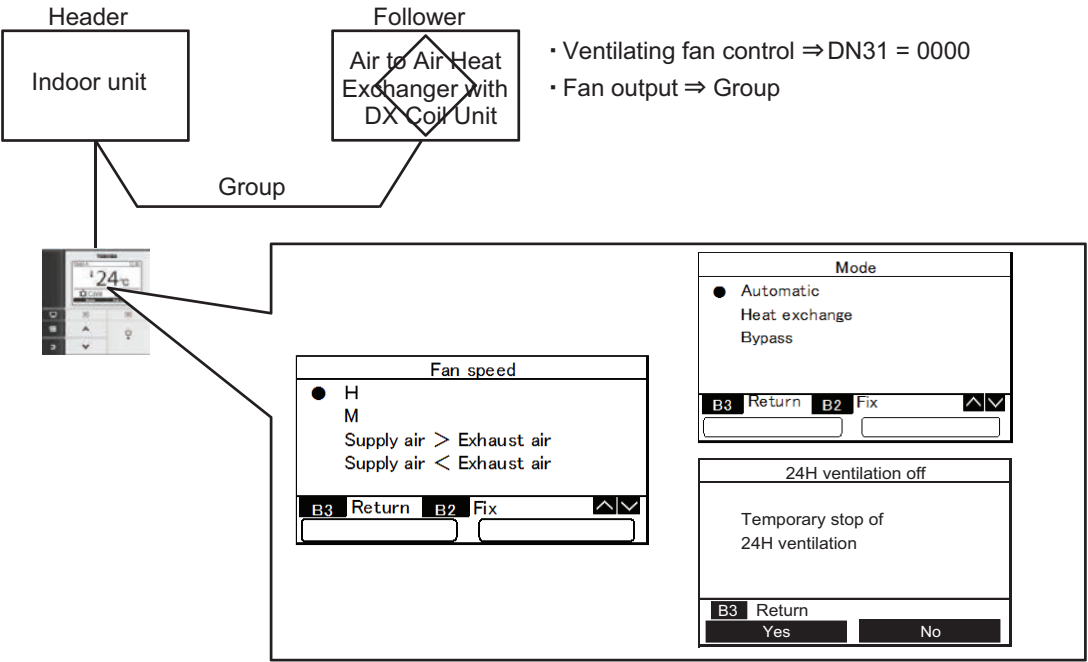 Header
Follower
Indoor unit
Air to Air Heat
Exchanger with
DX Coil Unit
・Ventilating fan control ⇒ DN31 = 0000
・Fan output ⇒ Group
Group
24
Fan speed
● H
M
Supply air > Exhaust air
Supply air < Exhaust air
B3 Return B2 Fix
Mode
● Automatic
Heat exchange
Bypass
B3 Return B2 Fix
24H ventilation off
Temporary stop of
24H ventilation
B3 Return
Yes No